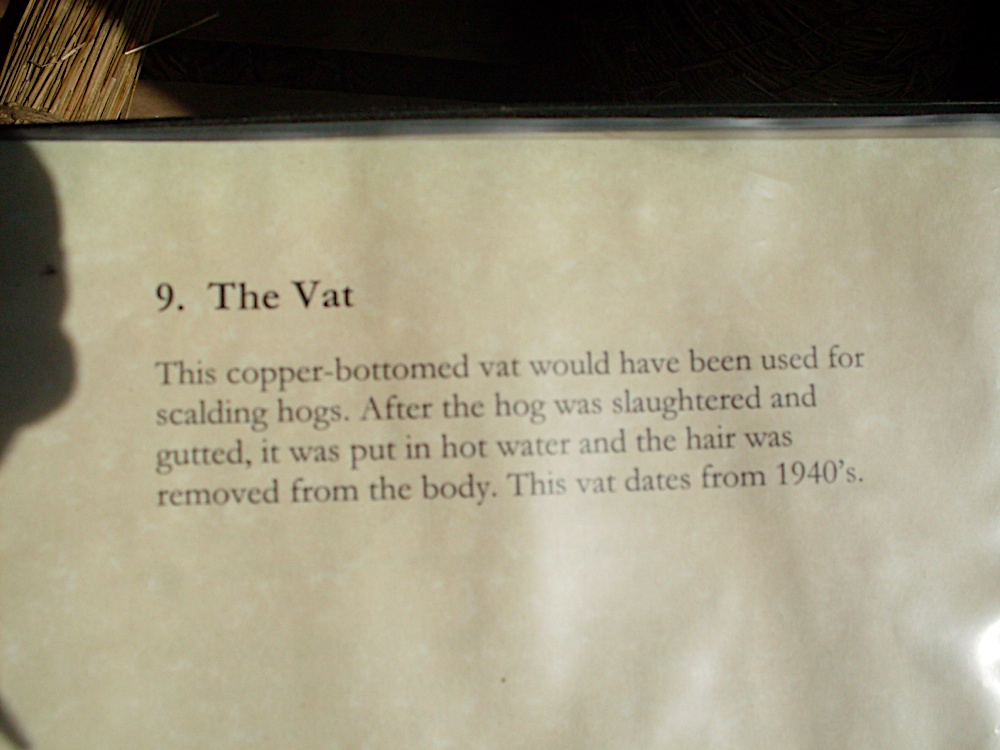 9. The Vat
This copper-bottomed vat would have been used for
scalding hogs. After the hog was slaughtered and
gutted, it was put in hot water and the hair was
removed from the body. This vat dates from 1940's.